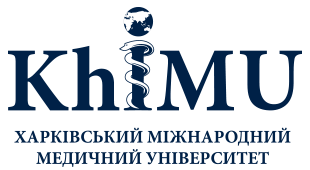 KhIMU
ХАРКІВСЬКИЙ МІЖНАРОДНИЙ
МЕДИЧНИЙ УНІВЕРСИТЕТ